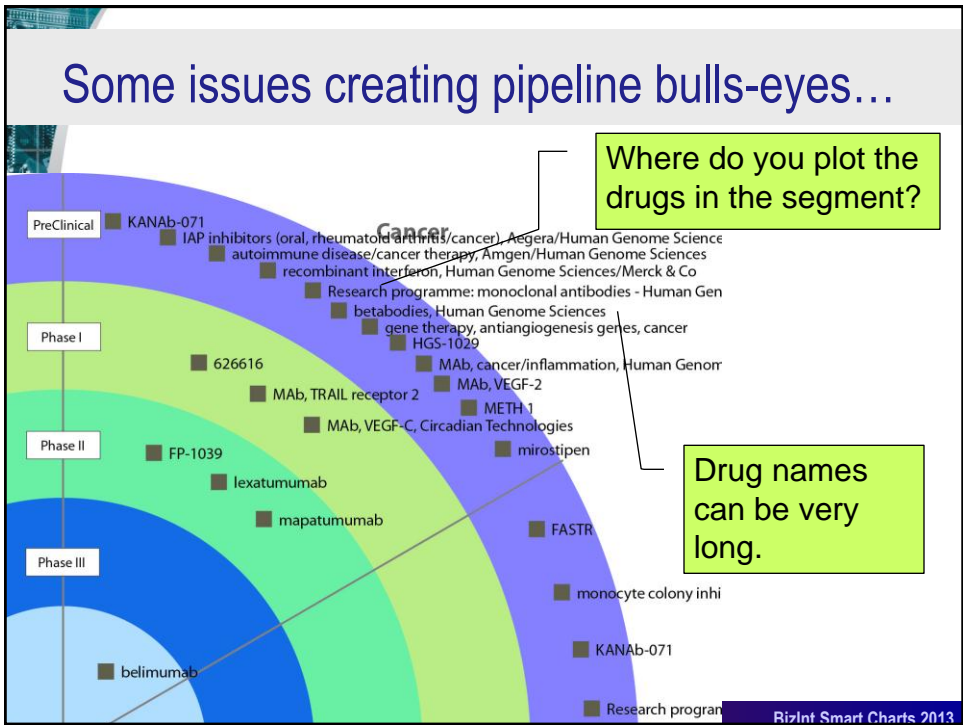 Some issues creating pipeline bulls-eyes…
Where do you plot the
drugs in the segment?
Cancer
PreClinical
KANAb-071
IAP inhibitors (oral, rheumatoid arthritis/cancer), Aegera/Human Genome Science
autoimmune disease/cancer therapy, Amgen/Human Genome Sciences
recombinant interferon, Human Genome Sciences/Merck & Co
Research programme: monoclonal antibodies - Human Gen
betabodies, Human Genome Sciences
gene therapy, antiangiogenesis genes, cancer
HGS-1029
MAb, cancer/inflammation, Human Genom
MAb, VEGF-2
METH 1
mirostipen
Phase I
626616
MAb, TRAIL receptor 2
MAb, VEGF-C, Circadian Technologies
Phase II
FP-1039
lexatumumab
mapatumumab
Drug names
can be very
long.
FASTR
Phase III
monocyte colony inhi
KANAb-071
belimumab
Research program
BizInt Smart Charts 2013